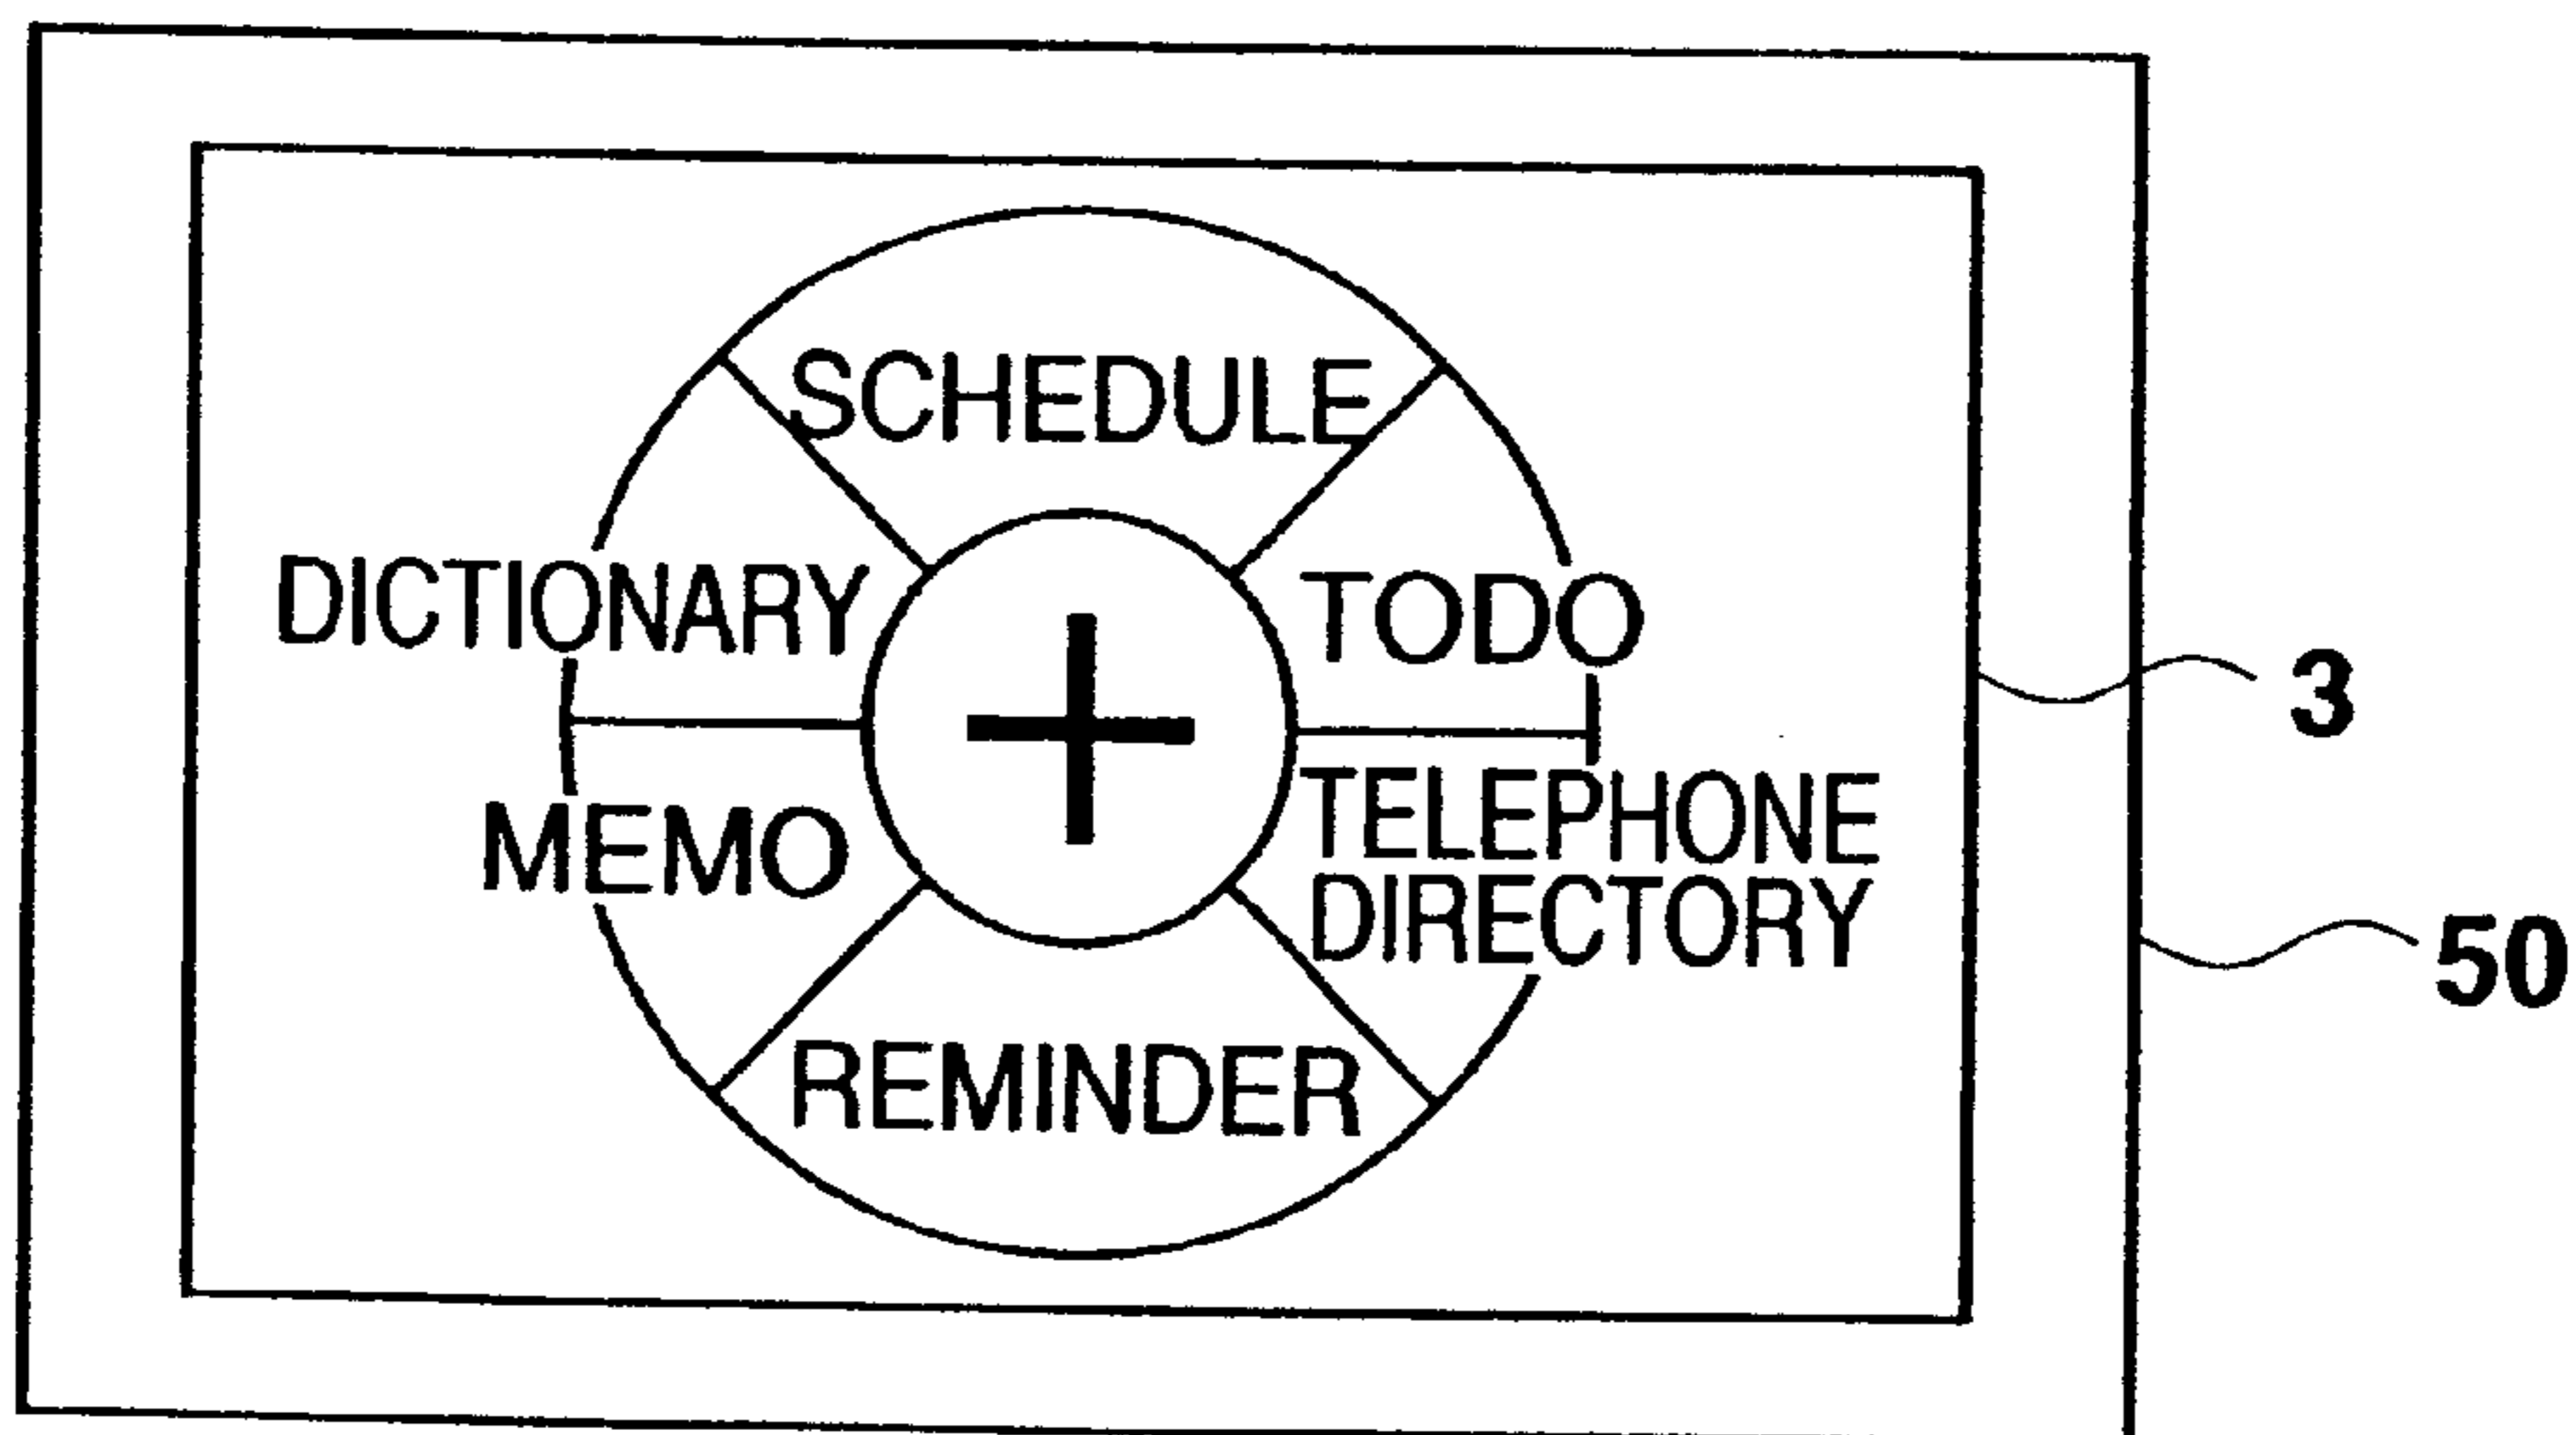 SCHEDULE
DICTIONARY
TODO
3
MEMO
TELEPHONE
DIRECTORY
50
REMINDER